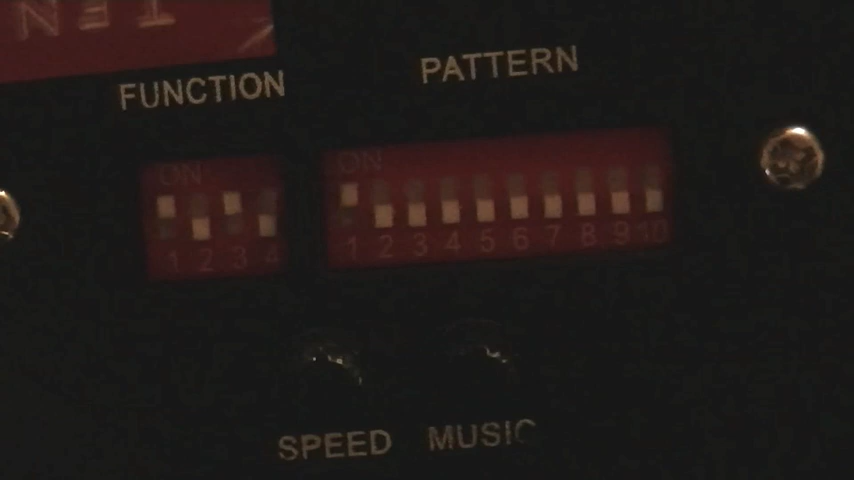 FUNCTION
PATTERN
ON
1 2 3 4
ON
1 2 3 4 5 6 7 8 9 10
SPEED
MUSIC